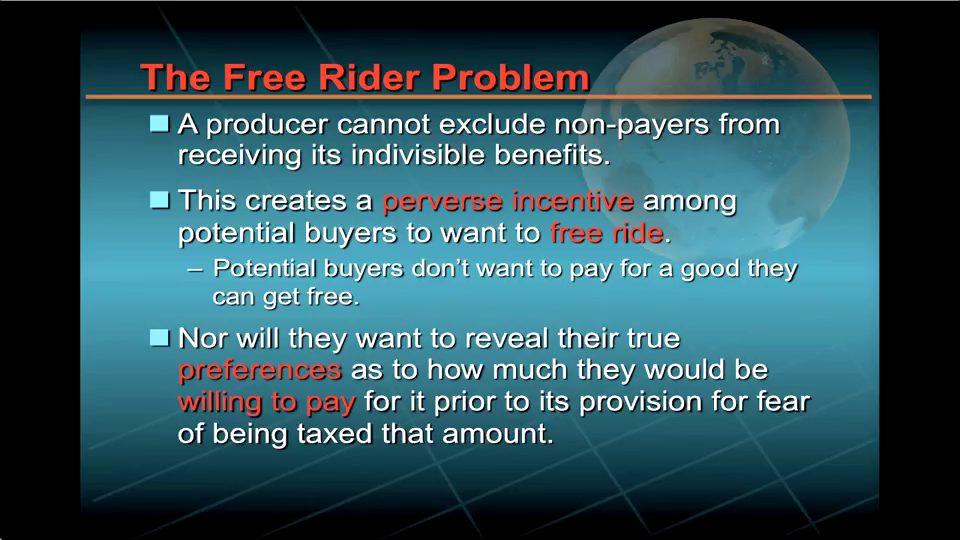 The Free Rider Problem
A producer cannot exclude non-payers from
receiving its indivisible benefits.
This creates a perverse incentive among
potential buyers to want to free ride.
– Potential buyers don't want to pay for a good they
can get free.
Nor will they want to reveal their true
preferences as to how much they would be
willing to pay for it prior to its provision for fear
of being taxed that amount.